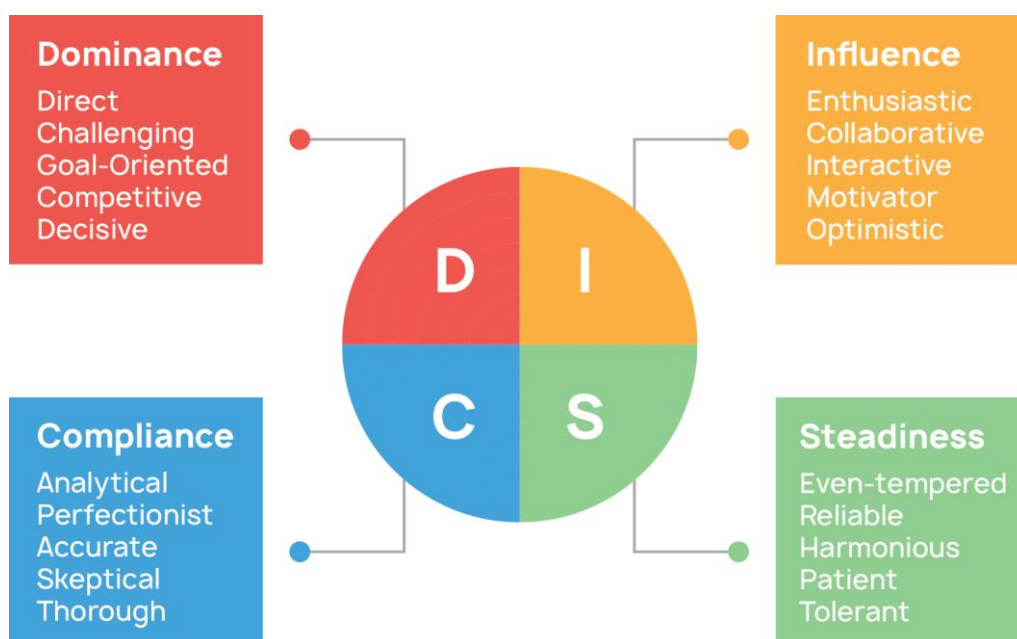 Dominance
Direct
Challenging
Goal-Oriented
Competitive
Decisive
Influence
Enthusiastic
Collaborative
Interactive
Motivator
Optimistic
D
I
C
S
Compliance
Analytical
Perfectionist
Accurate
Skeptical
Thorough
Steadiness
Even-tempered
Reliable
Harmonious
Patient
Tolerant